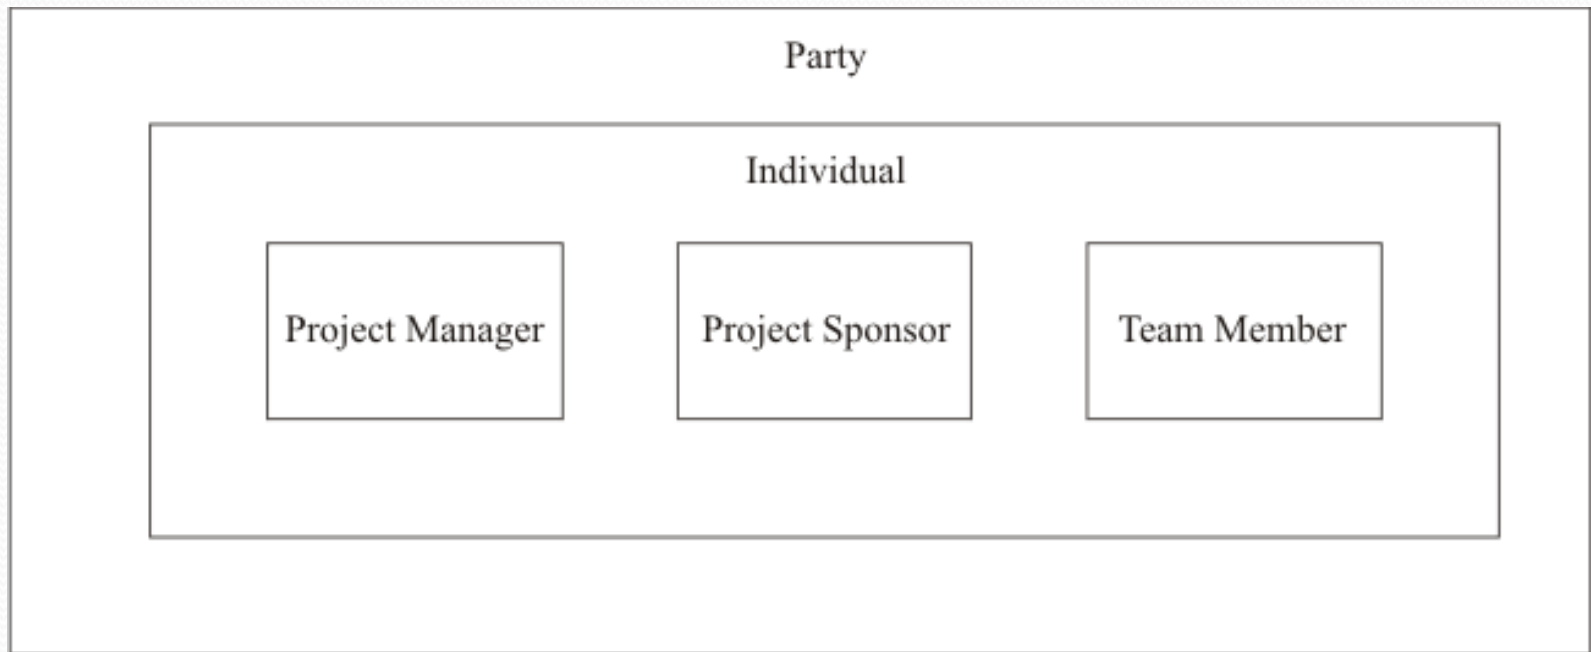 Party
Individual
Project Manager
Project Sponsor
Team Member